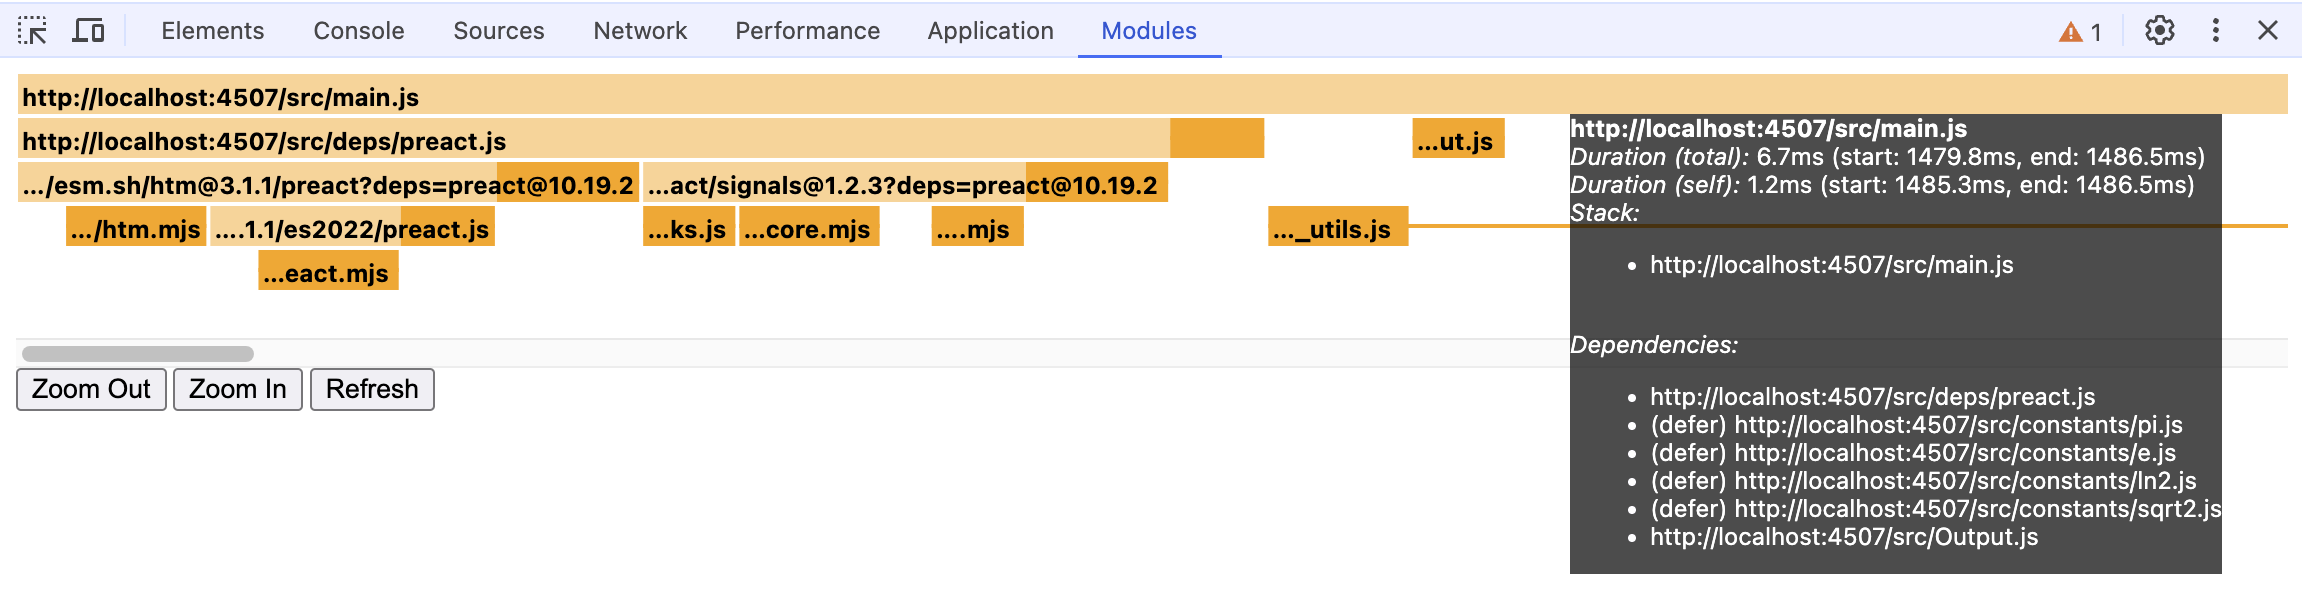 Elements Console Sources Network Performance Application Modules 1
http://localhost:4507/src/main.js
http://localhost:4507/src/deps/preact.js ...ut.js
.../esm.sh/htm@3.1.1/preact?deps=preact@10.19.2 ...act/signals@1.2.3?deps=preact@10.19.2
.../htm.mjs ....1.1/es2022/preact.js ...ks.js ...core.mjs ....mjs ..._utils.js
...eact.mjs
Zoom Out Zoom In Refresh
http://localhost:4507/src/main.js
Duration (total): 6.7ms (start: 1479.8ms, end: 1486.5ms)
Duration (self): 1.2ms (start: 1485.3ms, end: 1486.5ms)
Stack:
• http://localhost:4507/src/main.js
Dependencies:
• http://localhost:4507/src/deps/preact.js
• (defer) http://localhost:4507/src/constants/pi.js
• (defer) http://localhost:4507/src/constants/e.js
• (defer) http://localhost:4507/src/constants/ln2.js
• (defer) http://localhost:4507/src/constants/sqrt2.js
• http://localhost:4507/src/Output.js